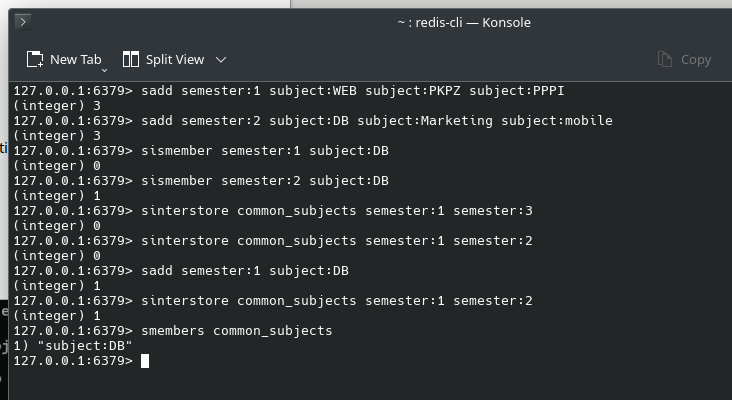 ~ : redis-cli — Konsole
New Tab Split View Copy
127.0.0.1:6379> sadd semester:1 subject:WEB subject:PKPZ subject:PPPI
(integer) 3
127.0.0.1:6379> sadd semester:2 subject:DB subject:Marketing subject:mobile
(integer) 3
127.0.0.1:6379> sismember semester:1 subject:DB
(integer) 0
127.0.0.1:6379> sismember semester:2 subject:DB
(integer) 1
127.0.0.1:6379> sinterstore common_subjects semester:1 semester:3
(integer) 0
127.0.0.1:6379> sinterstore common_subjects semester:1 semester:2
(integer) 0
127.0.0.1:6379> sadd semester:1 subject:DB
(integer) 1
127.0.0.1:6379> sinterstore common_subjects semester:1 semester:2
(integer) 1
127.0.0.1:6379> smembers common_subjects
1) "subject:DB"
127.0.0.1:6379>